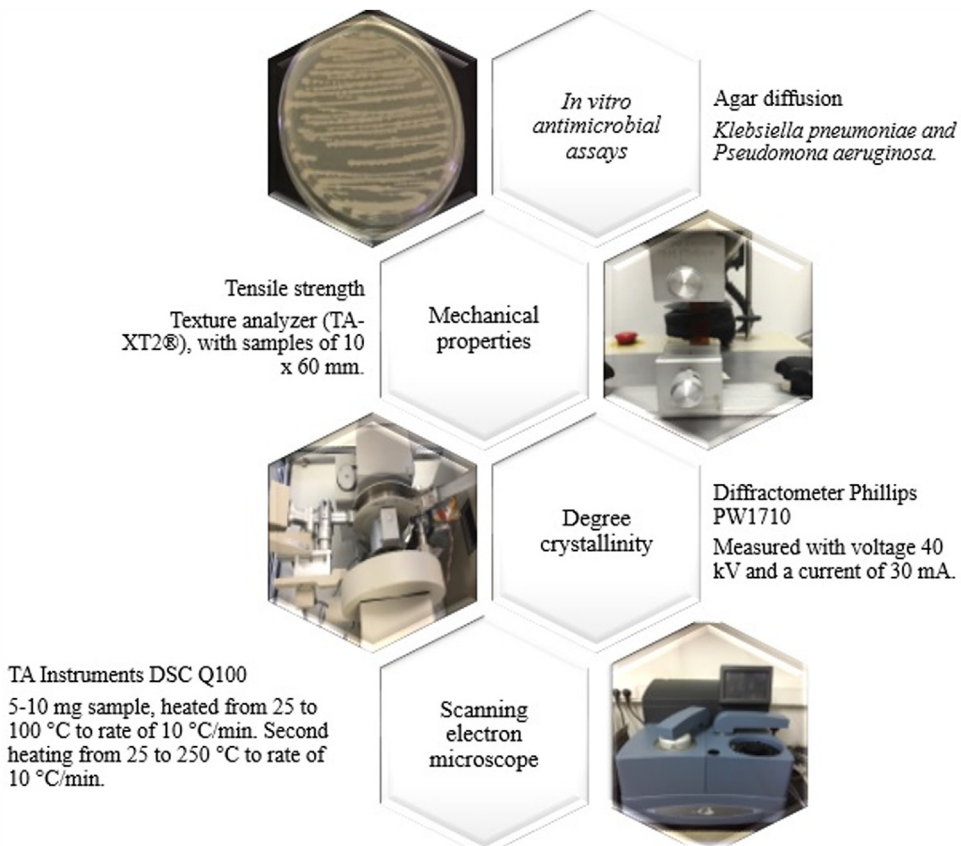 In vitro
antimicrobial
assays
Agar diffusion
Klebsiella pneumoniae and
Pseudomona aeruginosa.
Tensile strength
Texture analyzer (TA-
XT2®), with samples of 10
x 60 mm.
Mechanical
properties
Degree
crystallinity
Diffractometer Phillips
PW1710
Measured with voltage 40
kV and a current of 30 mA.
TA Instruments DSC Q100
5-10 mg sample, heated from 25 to
100 °C to rate of 10 °C/min. Second
heating from 25 to 250 °C to rate of
10 °C/min.
Scanning
electron
microscope